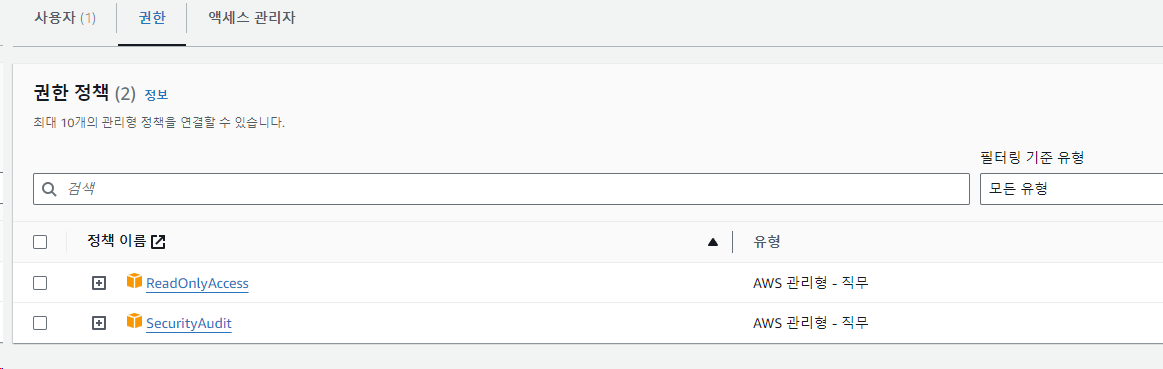 사용자 (1) 권한 액세스 관리자
권한 정책 (2) 정보
최대 10개의 관리형 정책을 연결할 수 있습니다.
필터링 기준 유형
검색 모든 유형
정책 이름 유형
ReadOnlyAccess AWS 관리형 - 직무
SecurityAudit AWS 관리형 - 직무